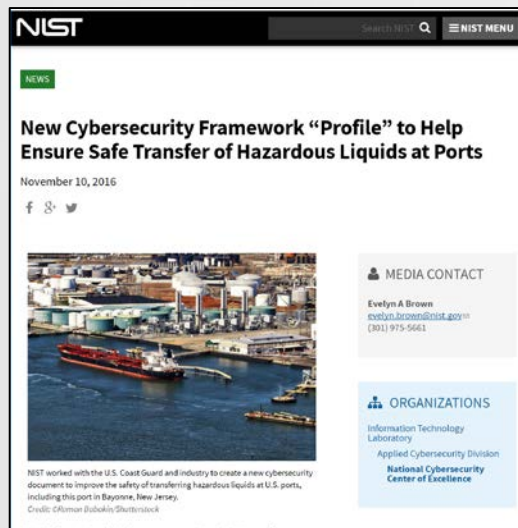 NIST
Search NIST
NIST MENU
NEWS
New Cybersecurity Framework “Profile” to Help
Ensure Safe Transfer of Hazardous Liquids at Ports
November 10, 2016
MEDIA CONTACT
Evelyn A Brown
evelyn.brown@nist.gov
(301) 975-5661
ORGANIZATIONS
Information Technology
Laboratory
Applied Cybersecurity Division
National Cybersecurity
Center of Excellence
NIST worked with the U.S. Coast Guard and industry to create a new cybersecurity
document to improve the safety of transferring hazardous liquids at U.S. ports,
including this port in Bayonne, New Jersey.
Credit: ©Roman Babakin/Shutterstock